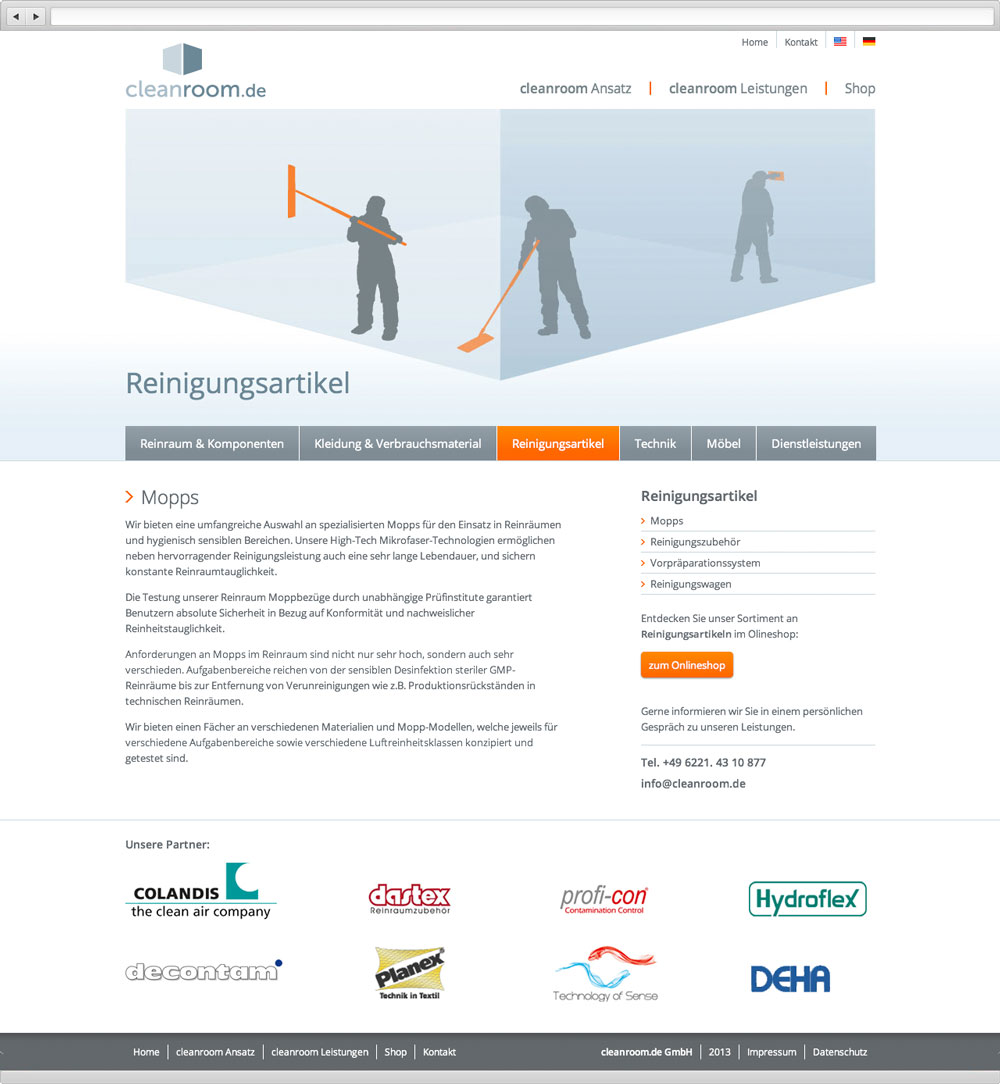 Home Kontakt
cleanroom.de
cleanroom Ansatz cleanroom Leistungen Shop
Reinigungsartikel
Reinraum & Komponenten Kleidung & Verbrauchsmaterial Reinigungsartikel Technik Möbel Dienstleistungen
Mopps
Wir bieten eine umfangreiche Auswahl an spezialisierten Mopps für den Einsatz in Reinräumen
und hygienisch sensiblen Bereichen. Unsere High-Tech Mikrofaser-Technologien ermöglichen
neben hervorragender Reinigungsleistung auch eine sehr lange Lebendauer, und sichern
konstante Reinraumtauglichkeit.
Die Testung unserer Reinraum Moppbezüge durch unabhängige Prüfinstitute garantiert
Benutzern absolute Sicherheit in Bezug auf Konformität und nachweislicher
Reinheitstauglichkeit.
Anforderungen an Mopps im Reinraum sind nicht nur sehr hoch, sondern auch sehr
verschieden. Aufgabenbereiche reichen von der sensiblen Desinfektion steriler GMP-
Reinräume bis zur Entfernung von Verunreinigungen wie z.B. Produktionsrückständen in
technischen Reinräumen.
Wir bieten einen Fächer an verschiedenen Materialien und Mopp-Modellen, welche jeweils für
verschiedene Aufgabenbereiche sowie verschiedene Luftreinheitsklassen konzipiert und
getestet sind.
Reinigungsartikel
Mopps
Reinigungszubehör
Vorpräparationssystem
Reinigungswagen
Entdecken Sie unser Sortiment an
Reinigungsartikeln im Olineshop:
zum Onlineshop
Gerne informieren wir Sie in einem persönlichen
Gespräch zu unseren Leistungen.
Tel. +49 6221. 43 10 877
info@cleanroom.de
Unsere Partner:
COLANDIS
the clean air company
dastex
Reinraumzubehör
profi-con
Contamination Control
Hydroflex
decontam
Planex
Technik in Textil
Technology of Sense
DEHA
Home cleanroom Ansatz cleanroom Leistungen Shop Kontakt cleanroom.de GmbH 2013 Impressum Datenschutz